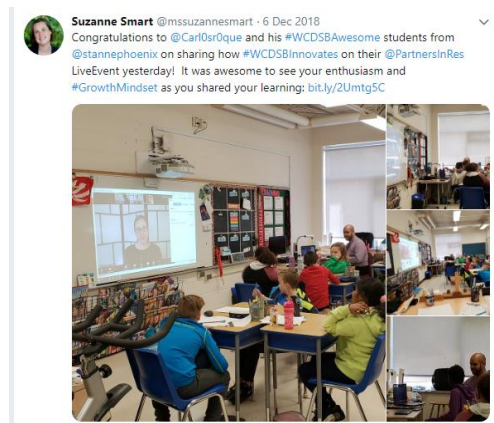 Suzanne Smart @mssuzannesmart · 6 Dec 2018
Congratulations to @Carl0sr0que and his #WCDSBAwesome students from
@stannephoenix on sharing how #WCDSBInnovates on their @PartnersInRes
LiveEvent yesterday! It was awesome to see your enthusiasm and
#GrowthMindset as you shared your learning: bit.ly/2Umtg5C